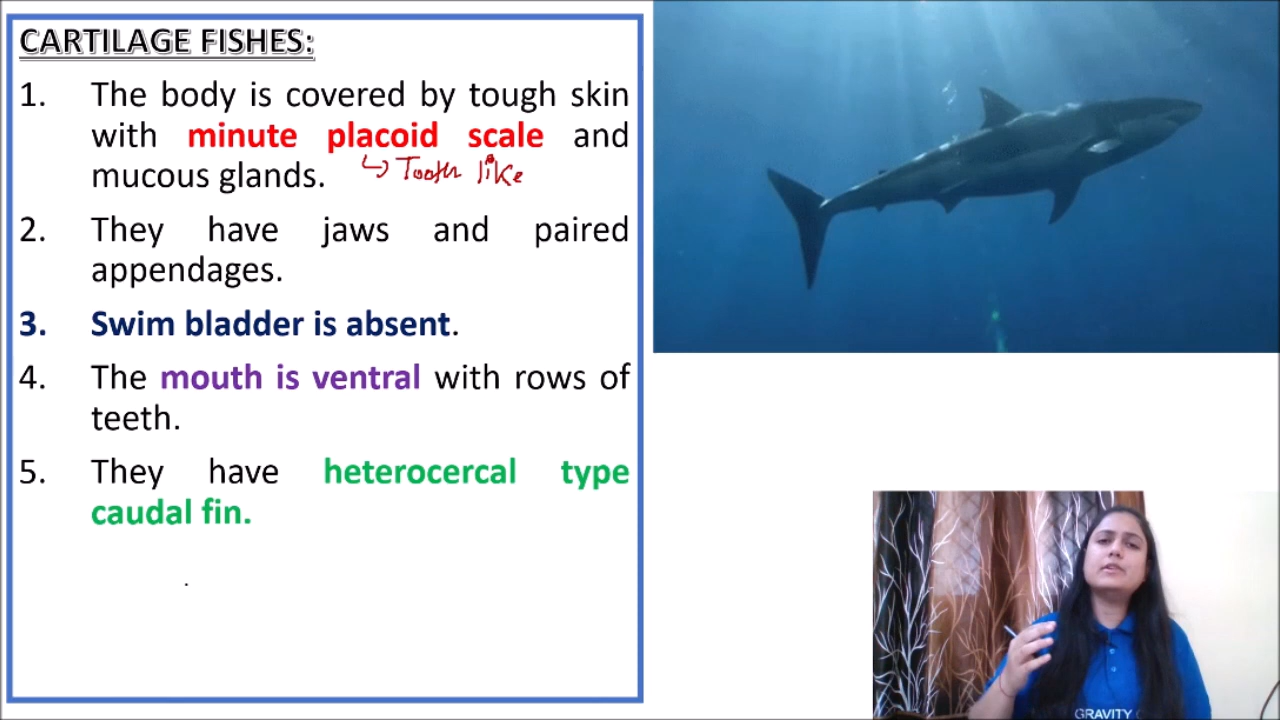 CARTILAGE FISHES:
1. The body is covered by tough skin
with minute placoid scale and
mucous glands. ↳ Tooth like
2. They have jaws and paired
appendages.
3. Swim bladder is absent.
4. The mouth is ventral with rows of
teeth.
5. They have heterocercal type
caudal fin.
GRAVITY